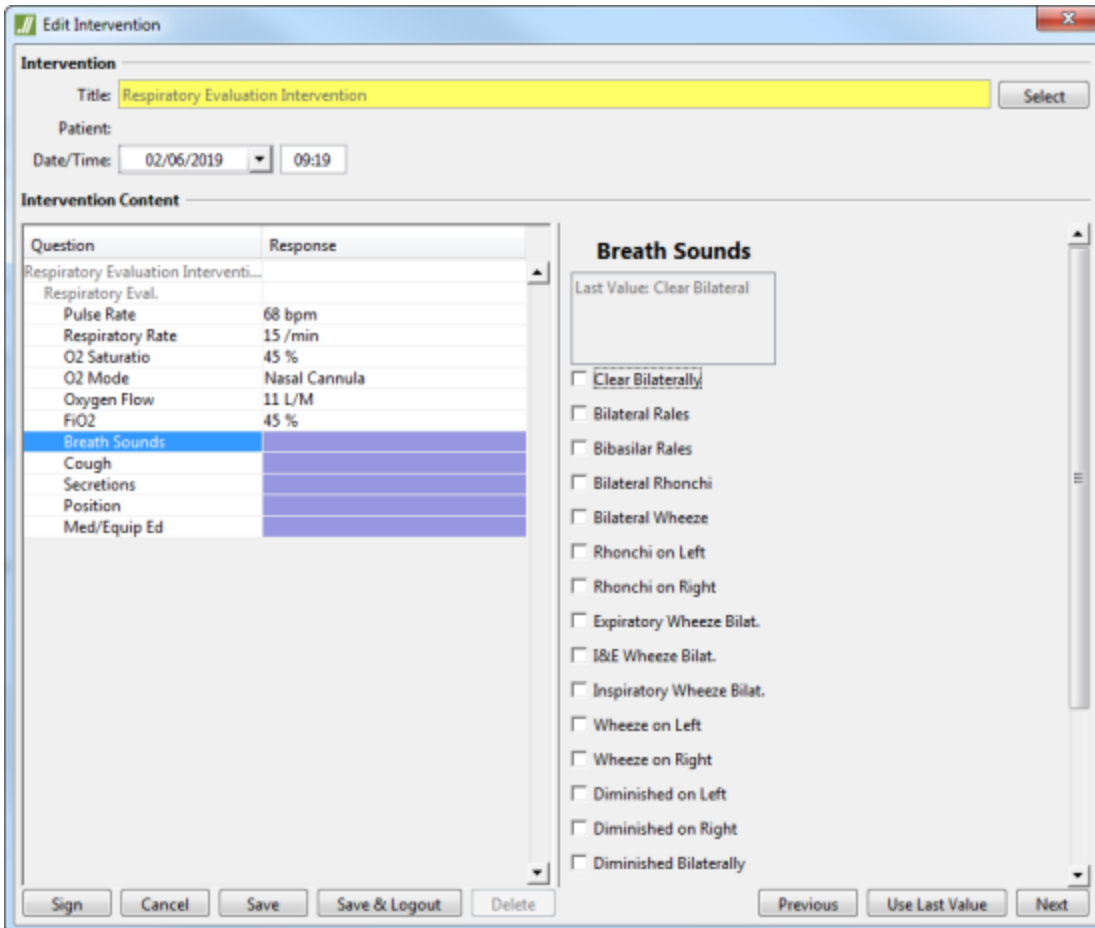 Edit Intervention
Intervention
Title: Respiratory Evaluation Intervention Select
Patient:
Date/Time: 02/06/2019 09:19
Intervention Content
Question Response
Respiratory Evaluation Interventi...
Respiratory Eval.
Pulse Rate 68 bpm
Respiratory Rate 15 /min
O2 Saturatio 45 %
O2 Mode Nasal Cannula
Oxygen Flow 11 L/M
FiO2 45 %
Breath Sounds
Cough
Secretions
Position
Med/Equip Ed
Breath Sounds
Last Value: Clear Bilateral
Clear Bilaterally
Bilateral Rales
Bibasilar Rales
Bilateral Rhonchi
Bilateral Wheeze
Rhonchi on Left
Rhonchi on Right
Expiratory Wheeze Bilat.
I&E Wheeze Bilat.
Inspiratory Wheeze Bilat.
Wheeze on Left
Wheeze on Right
Diminished on Left
Diminished on Right
Diminished Bilaterally
Sign Cancel Save Save & Logout Delete Previous Use Last Value Next